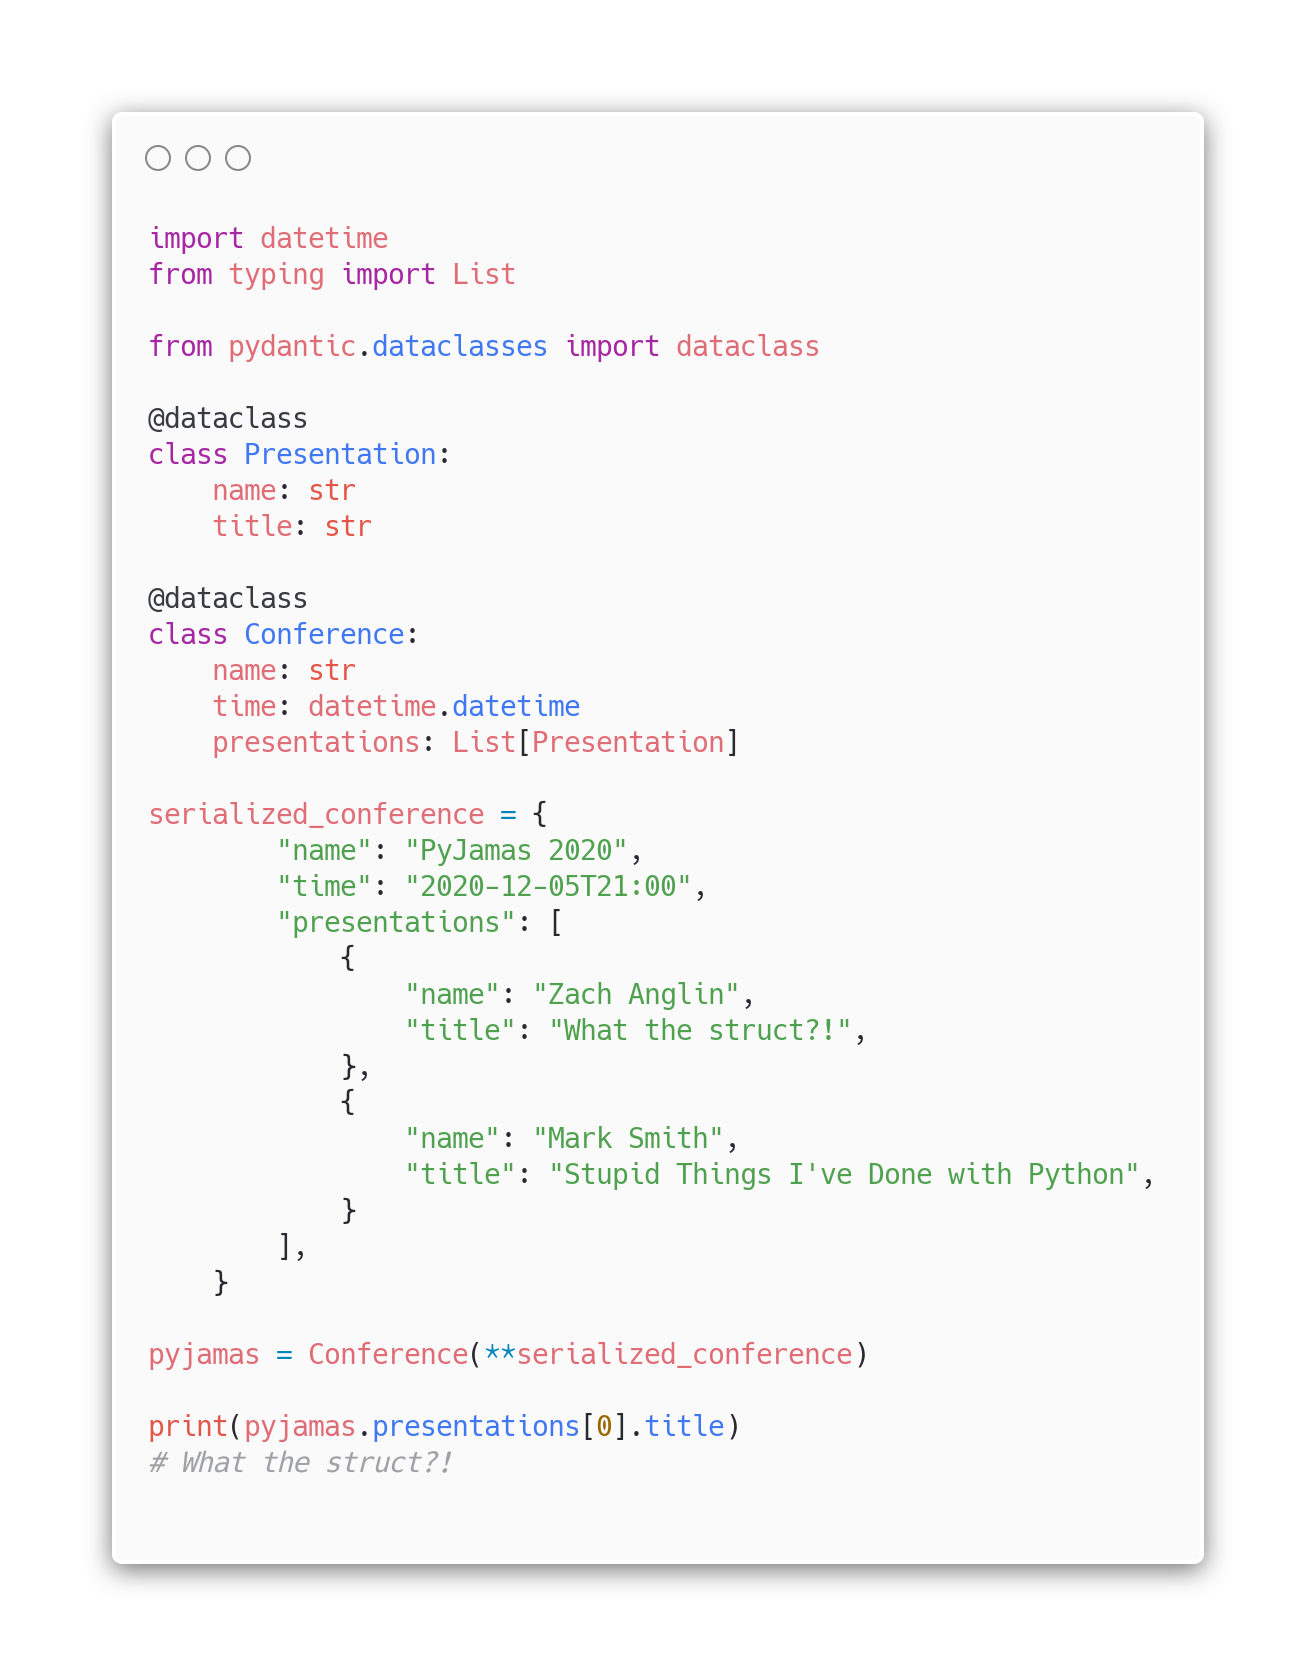 import datetime
from typing import List

from pydantic.dataclasses import dataclass

@dataclass
class Presentation:
    name: str
    title: str

@dataclass
class Conference:
    name: str
    time: datetime.datetime
    presentations: List[Presentation]

serialized_conference = {
        "name": "PyJamas 2020",
        "time": "2020-12-05T21:00",
        "presentations": [
            {
                "name": "Zach Anglin",
                "title": "What the struct?!",
            },
            {
                "name": "Mark Smith",
                "title": "Stupid Things I've Done with Python",
            }
        ],
    }

pyjamas = Conference(**serialized_conference)

print(pyjamas.presentations[0].title)
# What the struct?!